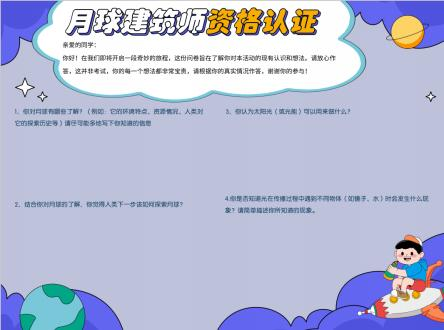 月球建筑师资格认证
亲爱的同学：
你好！在我们即将开启一段奇妙的旅程，这份问卷旨在了解你对本活动的现有认识和想法。请放心作
答，这并非考试，你的每一个想法都非常宝贵，请根据你的真实情况作答，谢谢你的参与！
1、你对月球有哪些了解？（例如：它的环境特点、资源情况、人类对
它的探索历史等）请尽可能多地写下你知道的信息
2、结合你对月球的了解，你觉得人类下一步该如何探索月球？
3、你认为太阳光（或光能）可以用来做什么？
4.你是否知道光在传播过程中遇到不同物体（如镜子、水）时会发生什么现
象？请简单描述你所知道的现象。